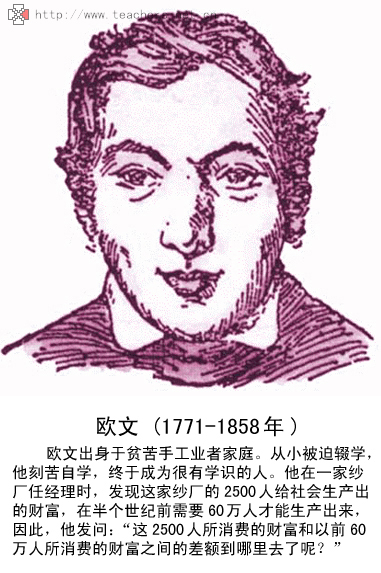 欧文 (1771-1858年)
欧文出身于贫苦手工业者家庭。从小被迫辍学，
他刻苦自学，终于成为很有学识的人。他在一家纱
厂任经理时，发现这家纱厂的2500人给社会生产出
的财富，在半个世纪前需要60万人才能生产出来，
因此，他发问：“这2500人所消费的财富和以前60
万人所消费的财富之间的差额到哪里去了呢？”